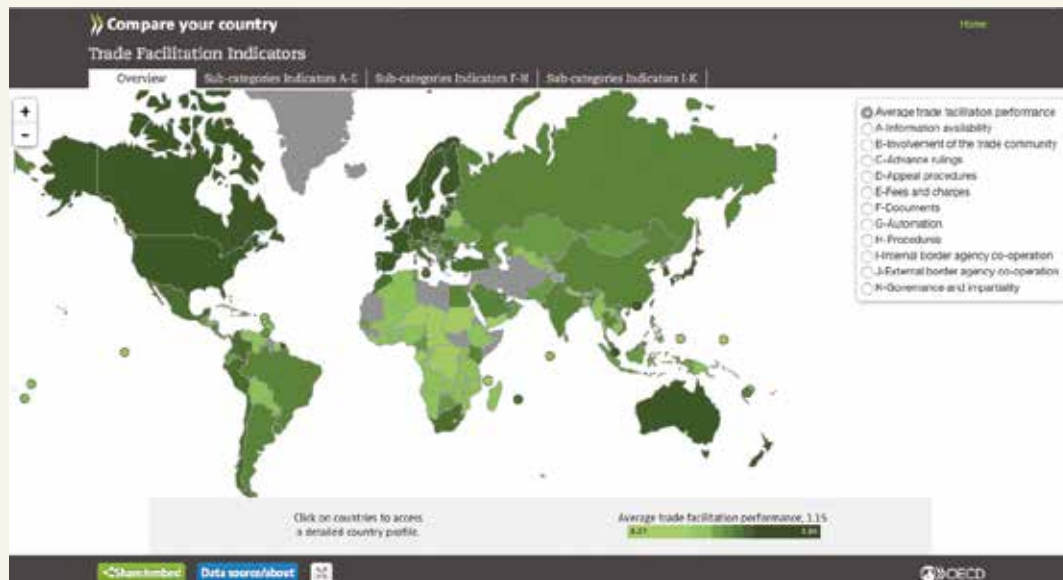 Compare your country
Home
Trade Facilitation Indicators
Overview
Sub-categories Indicators A-E
Sub-categories Indicators F-H
Sub-categories Indicators I-K
+
-
Average trade facilitation performance
A-Information availability
B-Involvement of the trade community
C-Advance rulings
D-Appeal procedures
E-Fees and charges
F-Documents
G-Automation
H-Procedures
I-Internal border agency co-operation
J-External border agency co-operation
K-Governance and impartiality
Click on countries to access
a detailed country profile.
Average trade facilitation performance, 1.15
Share/embed
Data source/about
OECD